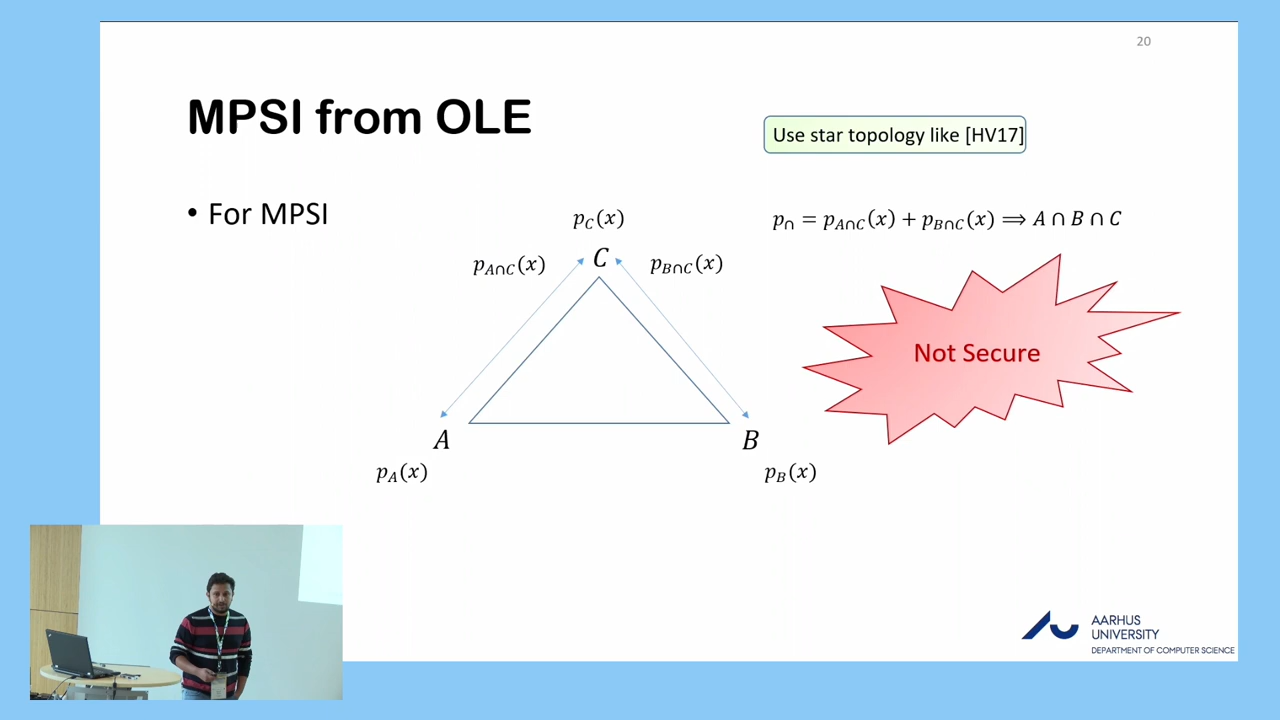 20
MPSI from OLE
Use star topology like [HV17]
• For MPSI
p_C(x)
p_∩ = p_{A∩C}(x) + p_{B∩C}(x) ⟹ A ∩ B ∩ C
p_{A∩C}(x)
C
p_{B∩C}(x)
Not Secure
A
B
p_A(x)
p_B(x)
AARHUS
UNIVERSITY
DEPARTMENT OF COMPUTER SCIENCE